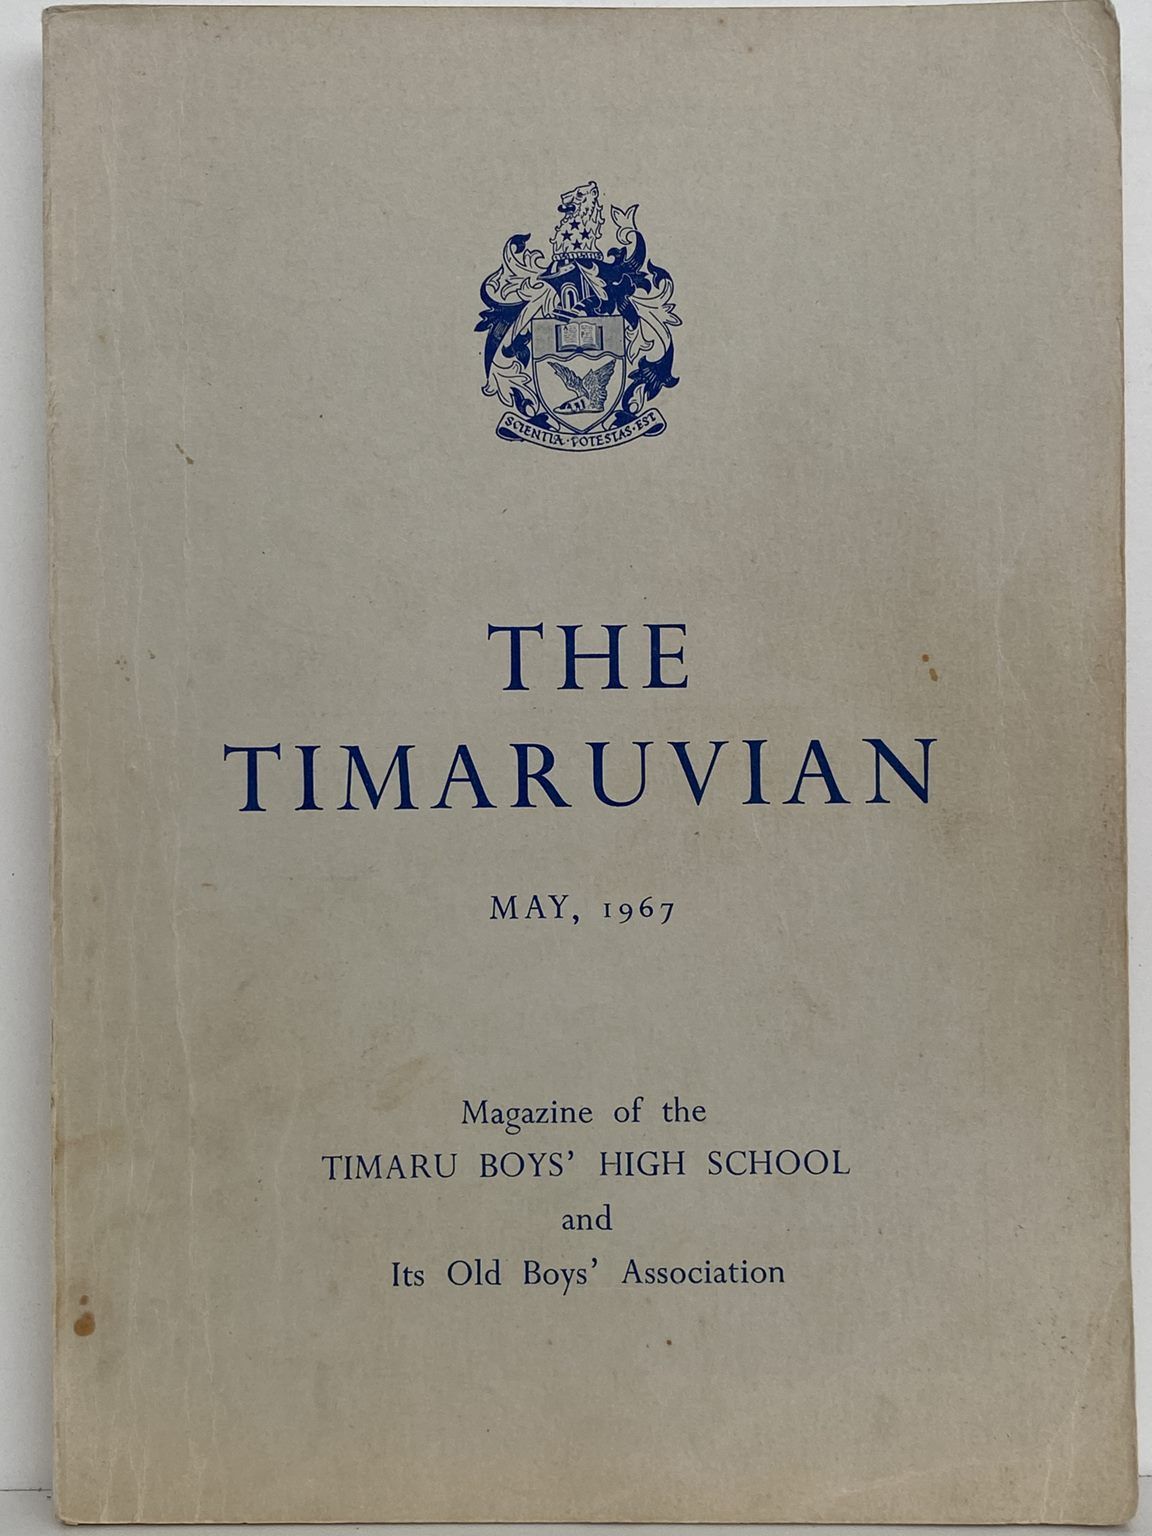 SCIENTIA · POTESTAS · EST
THE
TIMARUVIAN
MAY, 1967
Magazine of the
TIMARU BOYS’ HIGH SCHOOL
and
Its Old Boys’ Association